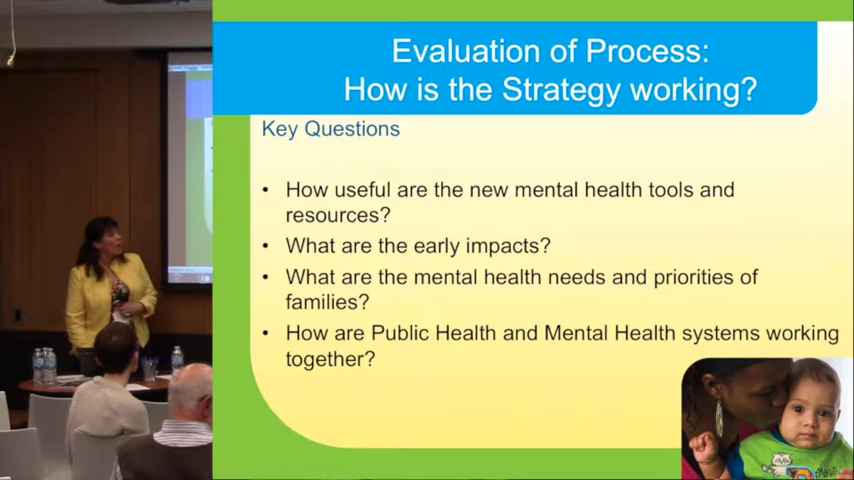 Evaluation of Process:
How is the Strategy working?
Key Questions
• How useful are the new mental health tools and
resources?
• What are the early impacts?
• What are the mental health needs and priorities of
families?
• How are Public Health and Mental Health systems working
together?